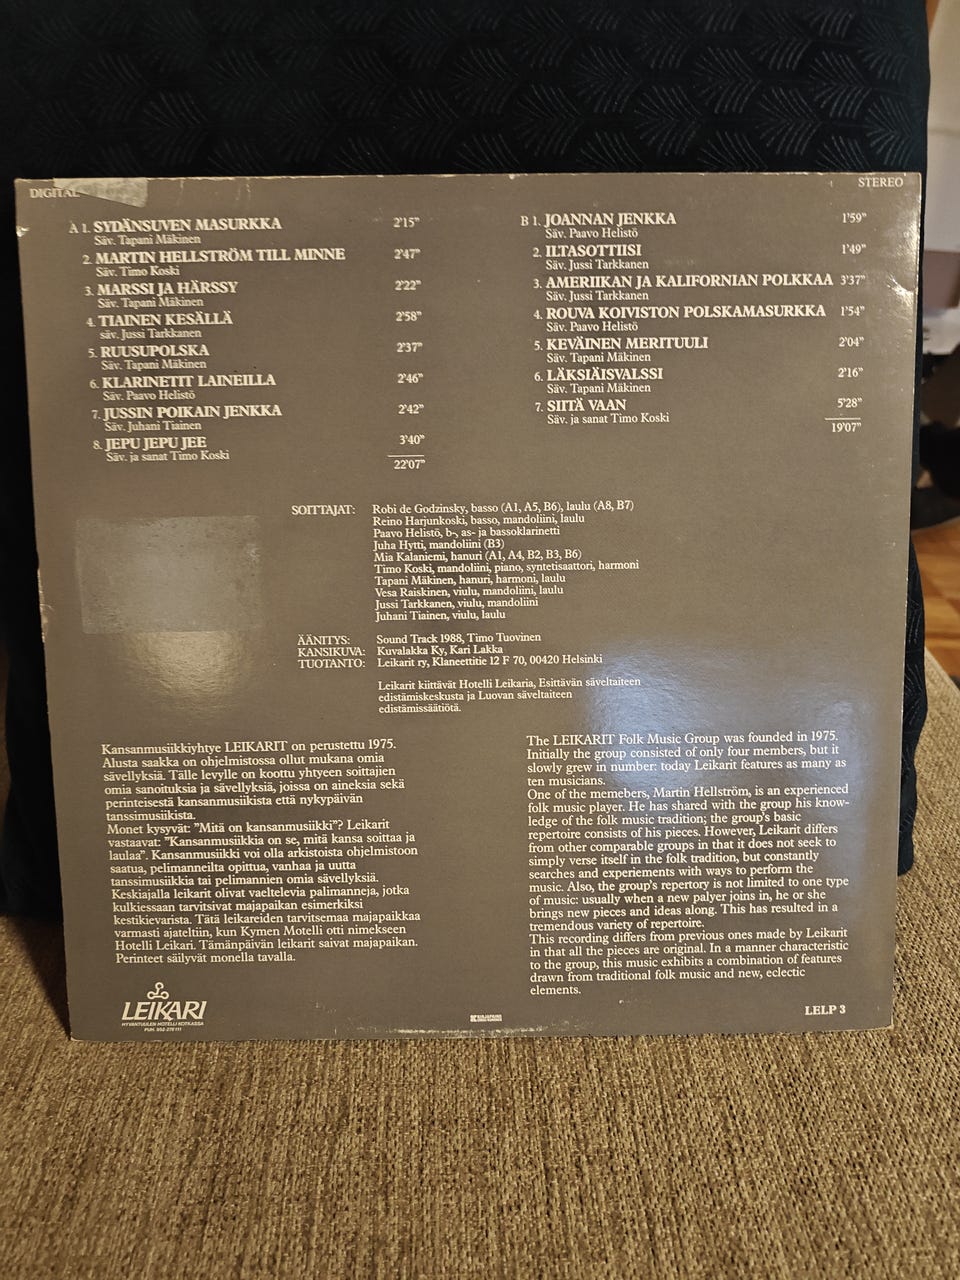 DIGITAL
STEREO
A 1. SYDÄNSUVEN MASURKKA 2'15"
Säv. Tapani Mäkinen
2. MARTIN HELLSTRÖM TILL MINNE 2'47"
Säv. Timo Koski
3. MARSSI JA HÄRSSY 2'22"
Säv. Tapani Mäkinen
4. TIAINEN KESÄLLÄ 2'58"
säv. Jussi Tarkkanen
5. RUUSUPOLSKA 2'37"
Säv. Tapani Mäkinen
6. KLARINETIT LAINEILLA 2'46"
Säv. Paavo Helistö
7. JUSSIN POIKAIN JENKKA 2'42"
Säv. Juhani Tiainen
8. JEPU JEPU JEE 3'40"
Säv. ja sanat Timo Koski
22'07"
B 1. JOANNAN JENKKA 1'59"
Säv. Paavo Helistö
2. ILTASOTTIISI 1'49"
Säv. Jussi Tarkkanen
3. AMERIIKAN JA KALIFORNIAN POLKKAA 3'37"
Säv. Jussi Tarkkanen
4. ROUVA KOIVISTON POLSKAMASURKKA 1'54"
Säv. Paavo Helistö
5. KEVÄINEN MERITUULI 2'04"
Säv. Tapani Mäkinen
6. LÄKSIÄISVALSSI 2'16"
Säv. Tapani Mäkinen
7. SIITÄ VAAN 5'28"
Säv. ja sanat Timo Koski
19'07"
SOITTAJAT: Robi de Godzinsky, basso (A1, A5, B6), laulu (A8, B7)
Reino Harjunkoski, basso, mandoliini, laulu
Paavo Helistö, b-, as- ja bassoklarinetti
Juha Hytti, mandoliini (B3)
Mia Kalaniemi, hanuri (A1, A4, B2, B3, B6)
Timo Koski, mandoliini, piano, syntetisaattori, harmoni
Tapani Mäkinen, hanuri, harmoni, laulu
Vesa Raiskinen, viulu, mandoliini, laulu
Jussi Tarkkanen, viulu, mandoliini
Juhani Tiainen, viulu, laulu
ÄÄNITYS: Sound Track 1988, Timo Tuovinen
KANSIKUVA: Kuvalakka Ky, Kari Lakka
TUOTANTO: Leikarit ry, Klaneettitie 12 F 70, 00420 Helsinki
Leikarit kiittävät Hotelli Leikaria, Esittävän säveltaiteen
edistämiskeskusta ja Luovan säveltaiteen
edistämissäätiötä.
Kansanmusiikkiyhtye LEIKARIT on perustettu 1975.
Alusta saakka on ohjelmistossa ollut mukana omia
sävellyksiä. Tälle levylle on koottu yhtyeen soittajien
omia sanoituksia ja sävellyksiä, joissa on aineksia sekä
perinteisestä kansanmusiikista että nykypäivän
tanssimusiikista.
Monet kysyvät: "Mitä on kansanmusiikki"? Leikarit
vastaavat: "Kansanmusiikkia on se, mitä kansa soittaa ja
laulaa". Kansanmusiikki voi olla arkistoista ohjelmistoon
saatua, pelimanneilta opittua, vanhaa ja uutta
tanssimusiikkia tai pelimannien omia sävellyksiä.
Keskiajalla leikarit olivat vaeltelevia palimanneja, jotka
kulkiessaan tarvitsivat majapaikan esimerkiksi
kestikievarista. Tätä leikareiden tarvitsemaa majapaikkaa
varmasti ajateltiin, kun Kymen Motelli otti nimekseen
Hotelli Leikari. Tämänpäivän leikarit saivat majapaikan.
Perinteet säilyvät monella tavalla.
The LEIKARIT Folk Music Group was founded in 1975.
Initially the group consisted of only four members, but it
slowly grew in number: today Leikarit features as many as
ten musicians.
One of the memebers, Martin Hellström, is an experienced
folk music player. He has shared with the group his know-
ledge of the folk music tradition; the group's basic
repertoire consists of his pieces. However, Leikarit differs
from other comparable groups in that it does not seek to
simply verse itself in the folk tradition, but constantly
searches and experiements with ways to perform the
music. Also, the group's repertory is not limited to one type
of music: usually when a new palyer joins in, he or she
brings new pieces and ideas along. This has resulted in a
tremendous variety of repertoire.
This recording differs from previous ones made by Leikarit
in that all the pieces are original. In a manner characteristic
to the group, this music exhibits a combination of features
drawn from traditional folk music and new, eclectic
elements.
LEIKARI
HYVÄNTUULEN HOTELLI KOTKASSA
PUH. 952-278 111
LELP 3